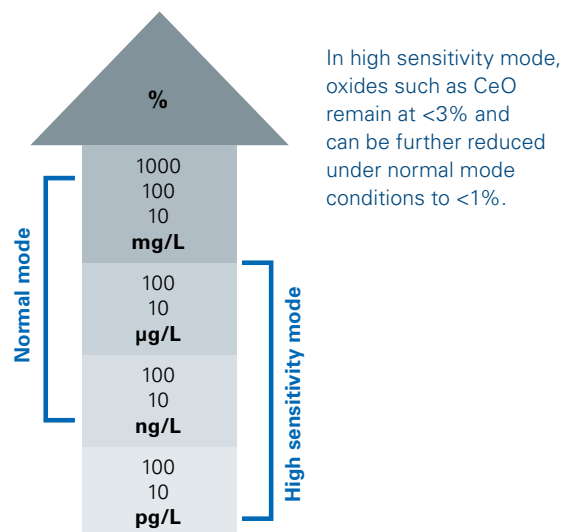 %
1000
100
10
mg/L
100
10
µg/L
100
10
ng/L
100
10
pg/L
Normal mode
High sensitivity mode
In high sensitivity mode,
oxides such as CeO
remain at <3% and
can be further reduced
under normal mode
conditions to <1%.